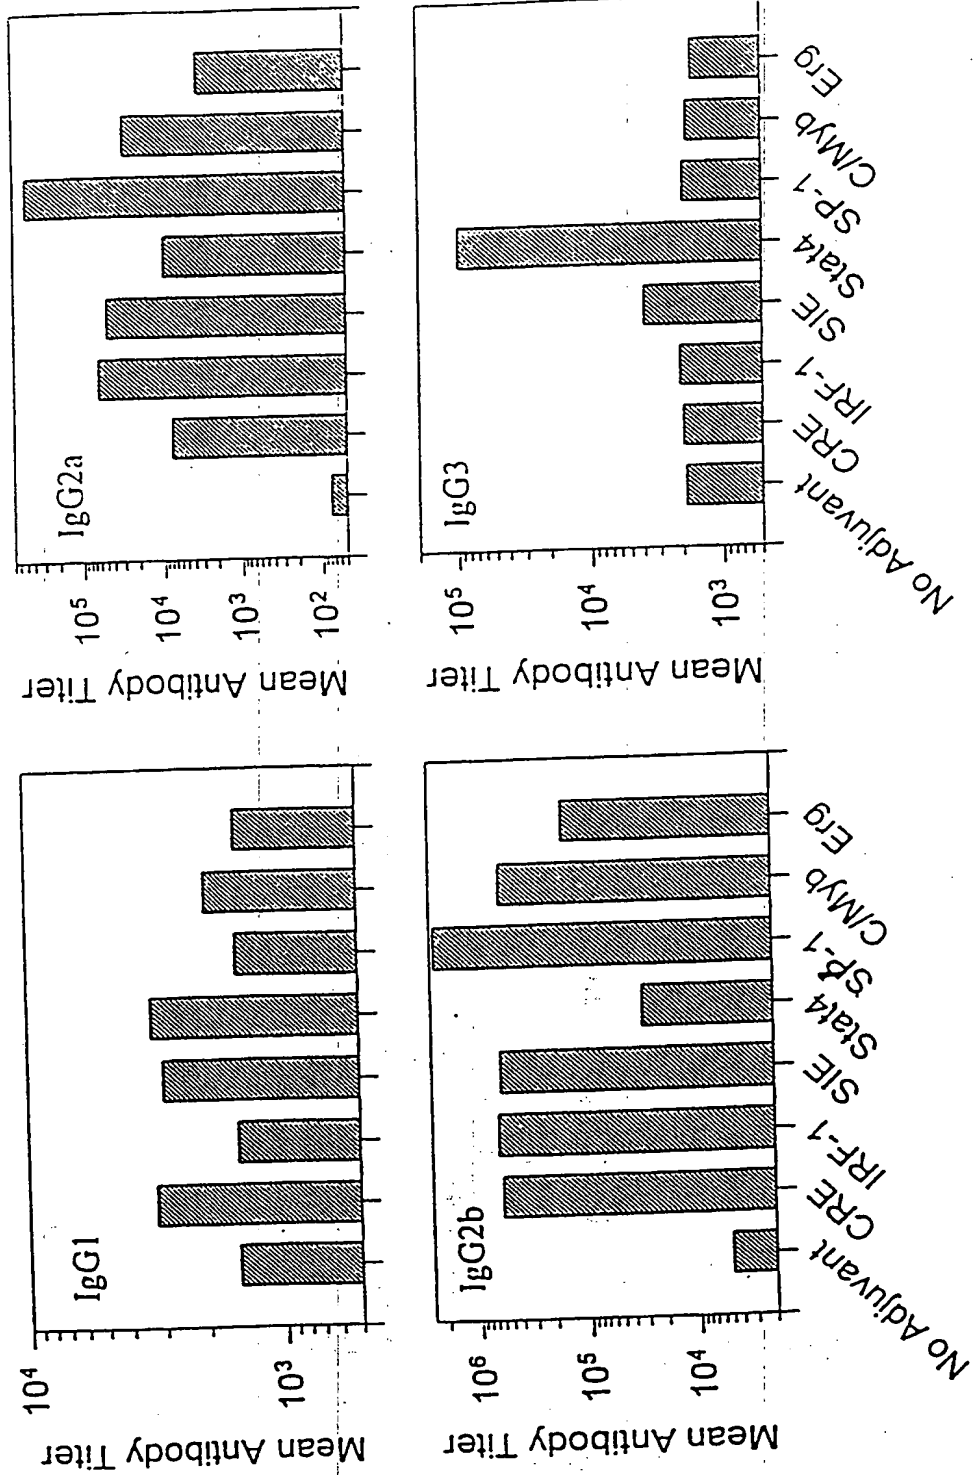 IgG1
Mean Antibody Titer
10⁴
10³
IgG2a
Mean Antibody Titer
10⁵
10⁴
10³
10²
IgG2b
Mean Antibody Titer
10⁶
10⁵
10⁴
No Adjuvant
CRE
IRF-1
SIE
Stat4
SP-1
C/Myb
Erg
IgG3
Mean Antibody Titer
10⁵
10⁴
10³
No Adjuvant
CRE
IRF-1
SIE
Stat4
SP-1
C/Myb
Erg